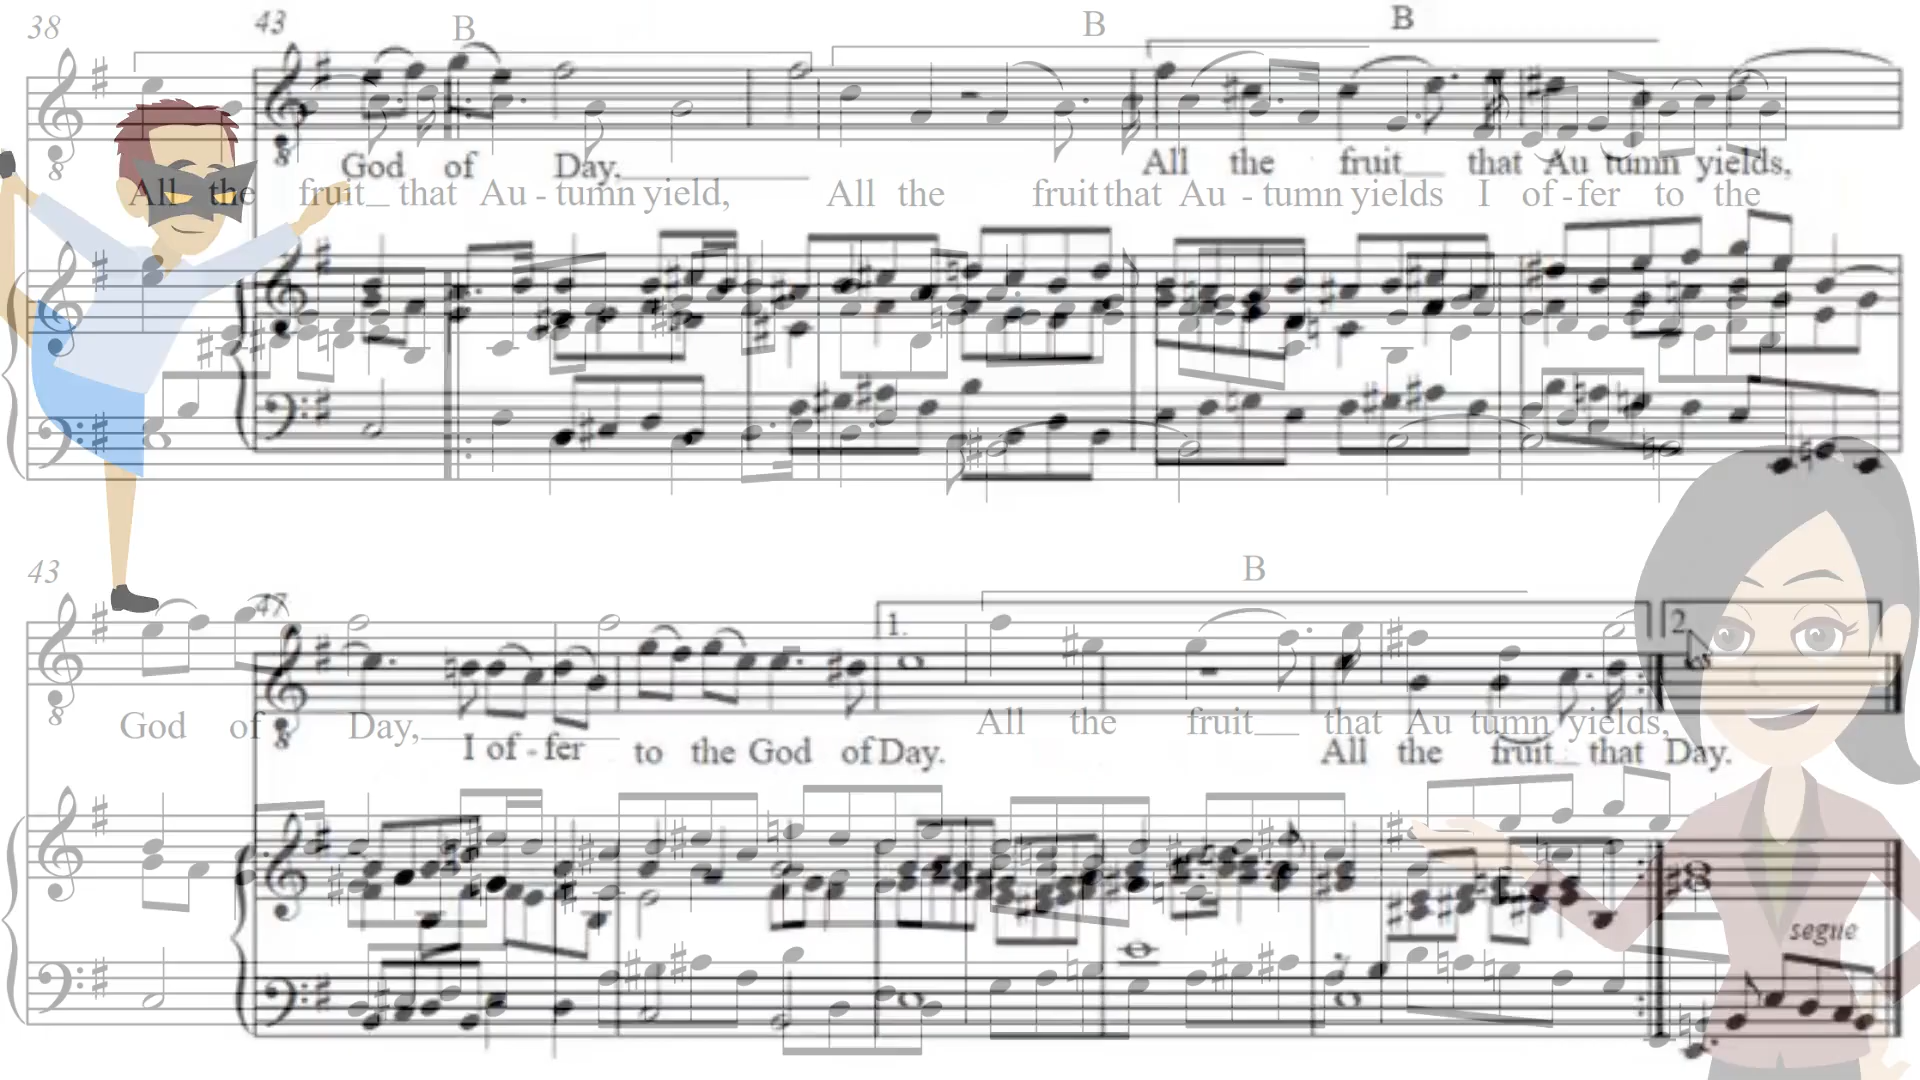 38 43 B B B
God of Day. All the fruit that Au tumn yields,
All the fruit that Au - tumn yield, All the fruit that Au - tumn yields I of - fer to the
43 47 B
1. 2.
God of Day, All the fruit that Au tumn yields,
I of - fer to the God of Day. All the fruit that Day.
segue